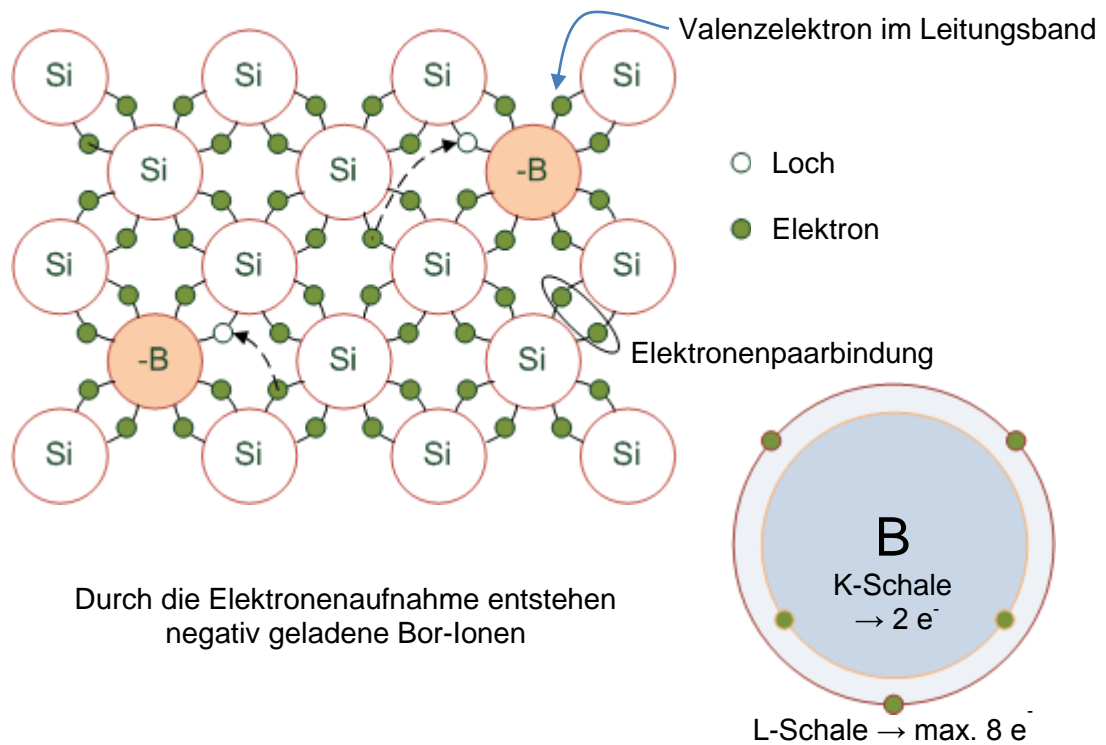 Valenzelektron im Leitungsband
Si Si Si Si
Si Si -B
Loch
Elektron
Si Si Si Si
-B Si Si
Elektronenpaarbindung
Si Si Si Si
B
K-Schale
→ 2 e⁻
Durch die Elektronenaufnahme entstehen
negativ geladene Bor-Ionen
L-Schale → max. 8 e⁻